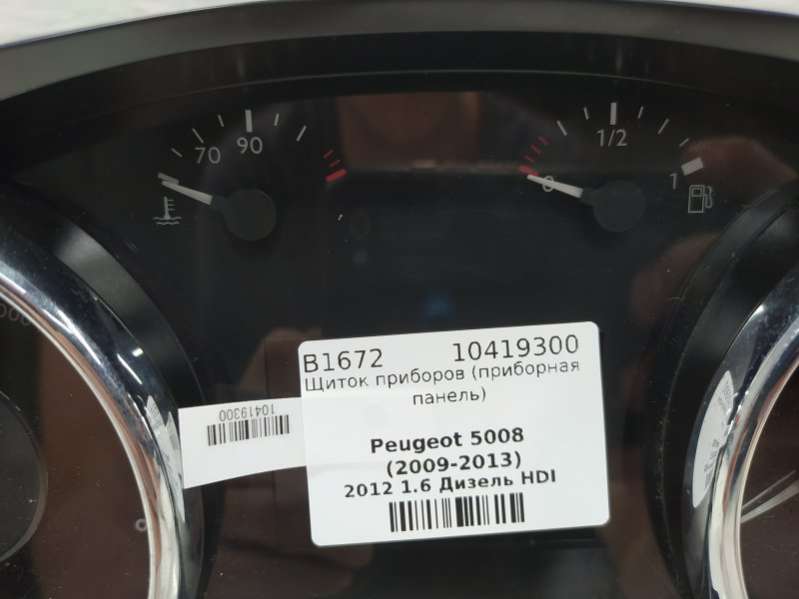 70 90
0 1/2 1
B1672 10419300
Щиток приборов (приборная
панель)
10419300
Peugeot 5008
(2009-2013)
2012 1.6 Дизель HDI